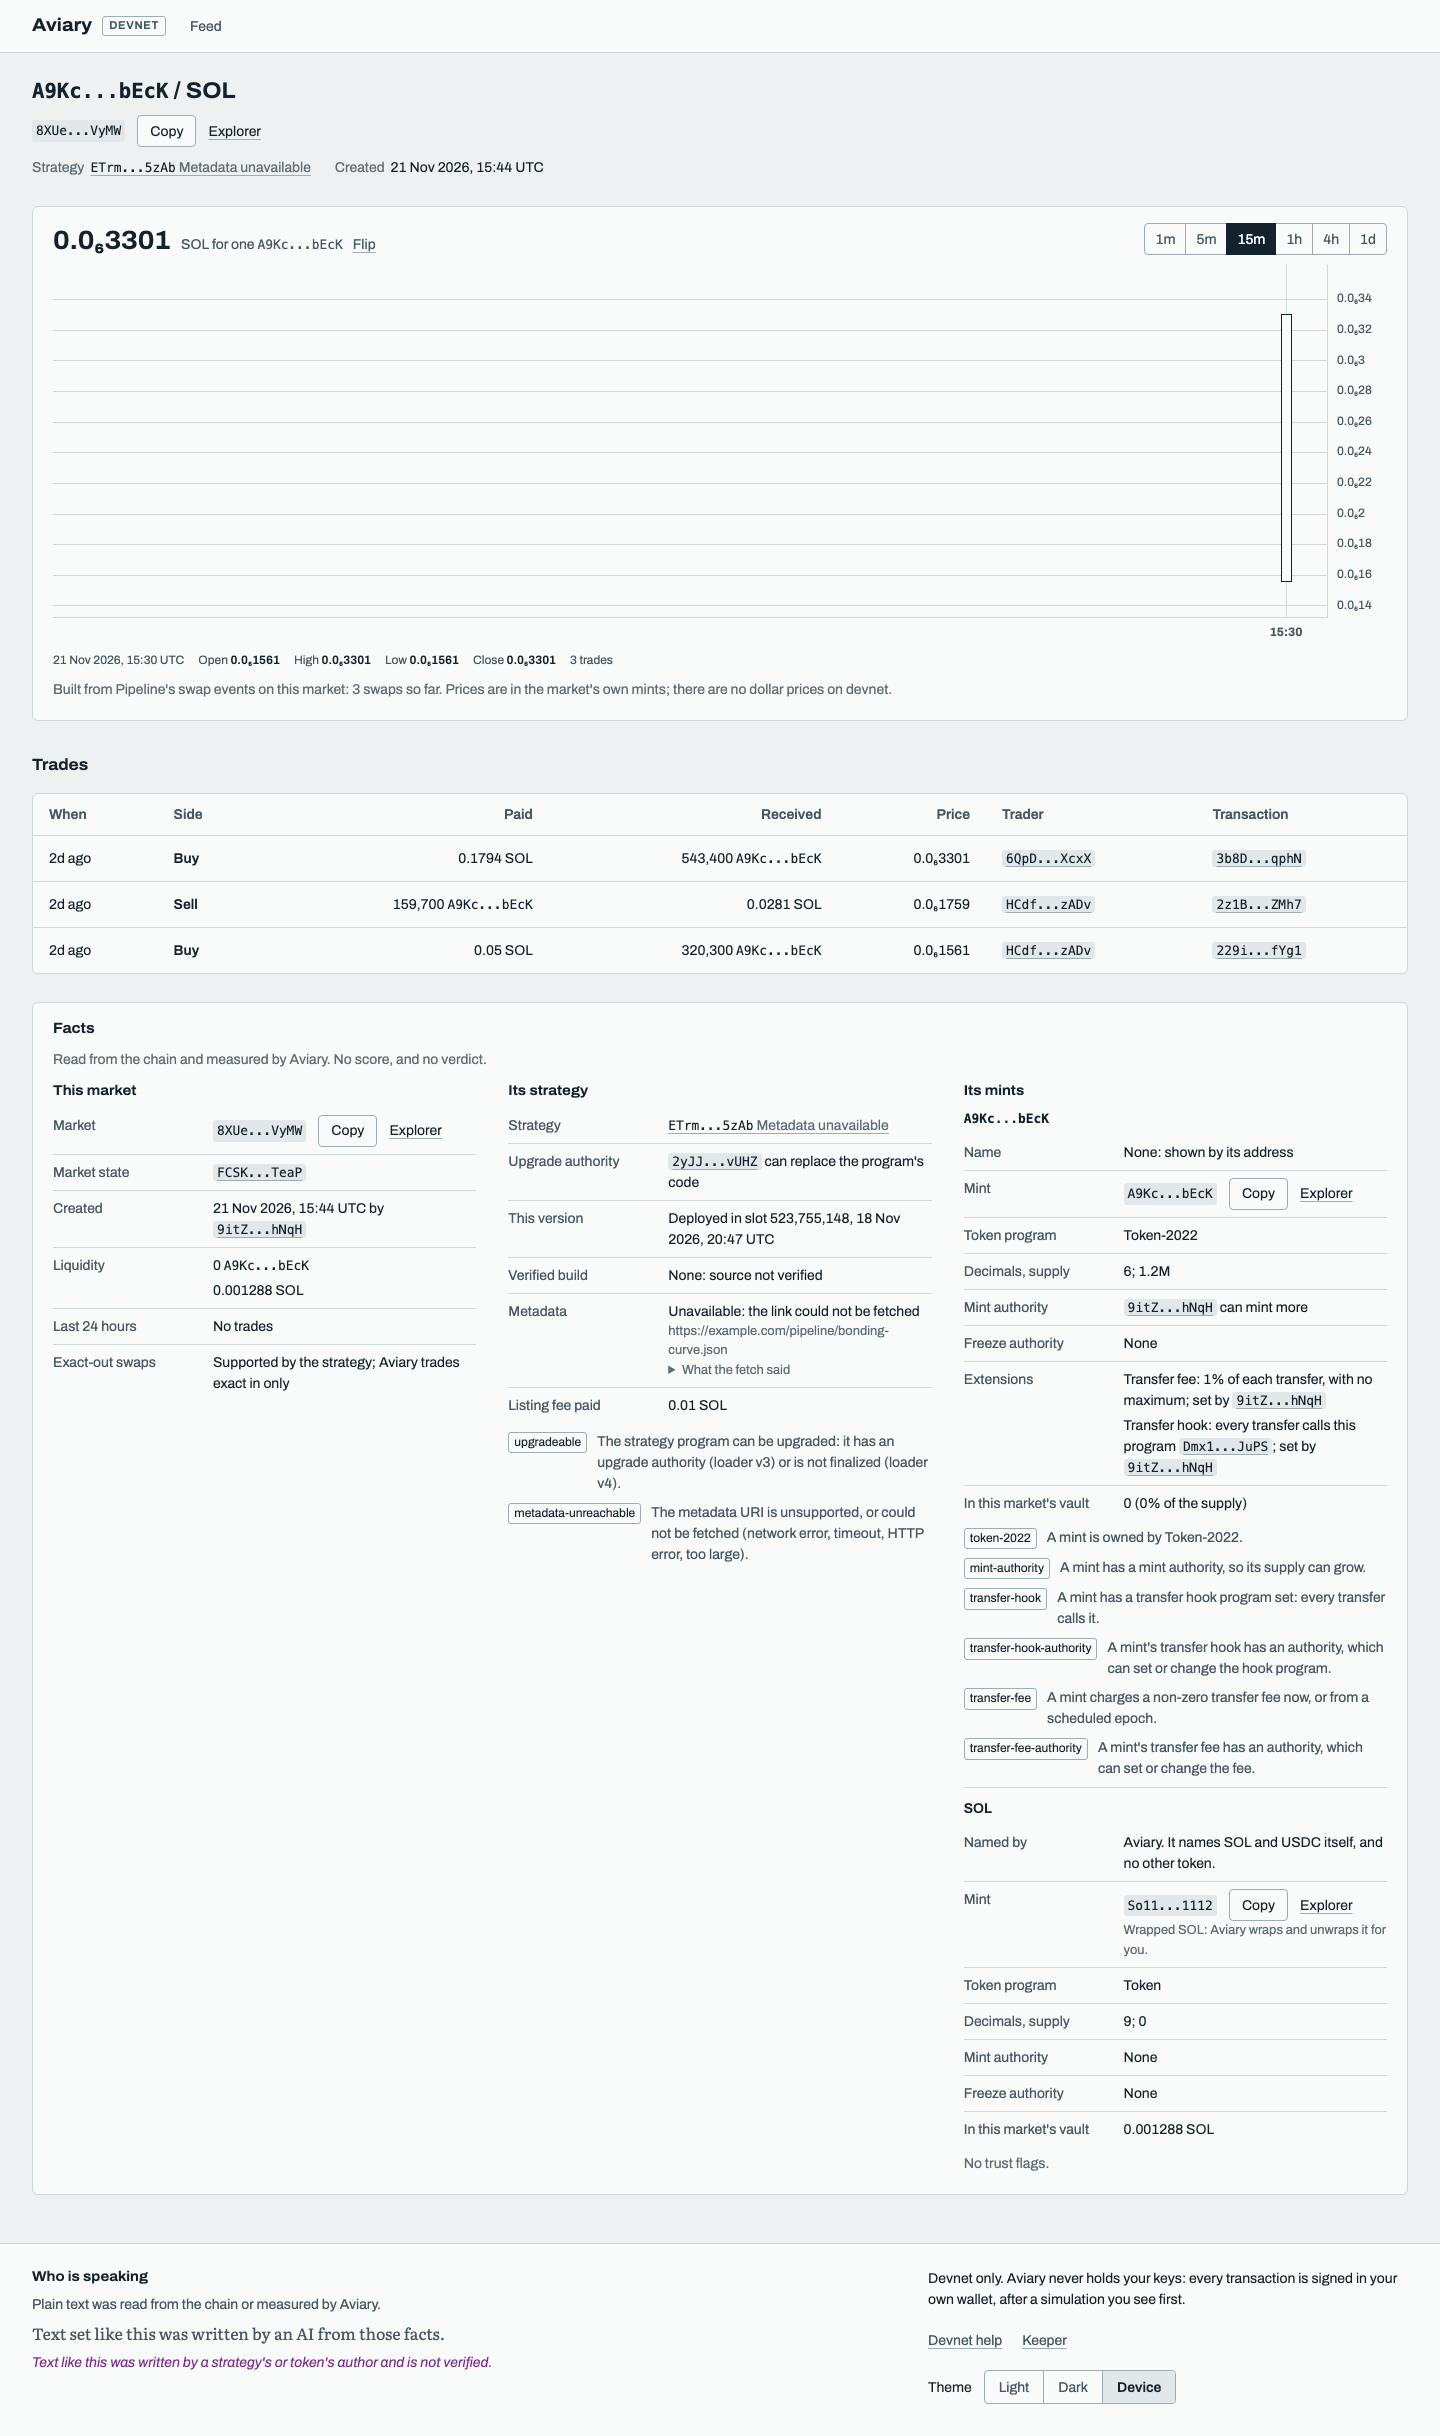 Aviary DEVNET Feed
A9Kc...bEcK / SOL
8XUe...VyMW Copy Explorer
Strategy ETrm...5zAb Metadata unavailable Created 21 Nov 2026, 15:44 UTC
0.0₆3301 SOL for one A9Kc...bEcK Flip
1m 5m 15m 1h 4h 1d
0.0₆34
0.0₆32
0.0₆3
0.0₆28
0.0₆26
0.0₆24
0.0₆22
0.0₆2
0.0₆18
0.0₆16
0.0₆14
15:30
21 Nov 2026, 15:30 UTC Open 0.0₆1561 High 0.0₆3301 Low 0.0₆1561 Close 0.0₆3301 3 trades
Built from Pipeline's swap events on this market: 3 swaps so far. Prices are in the market's own mints; there are no dollar prices on devnet.
Trades
When Side Paid Received Price Trader Transaction
2d ago Buy 0.1794 SOL 543,400 A9Kc...bEcK 0.0₆3301 6QpD...XcxX 3b8D...qphN
2d ago Sell 159,700 A9Kc...bEcK 0.0281 SOL 0.0₆1759 HCdf...zADv 2z1B...ZMh7
2d ago Buy 0.05 SOL 320,300 A9Kc...bEcK 0.0₆1561 HCdf...zADv 229i...fYg1
Facts
Read from the chain and measured by Aviary. No score, and no verdict.
This market
Market 8XUe...VyMW Copy Explorer
Market state FCSK...TeaP
Created 21 Nov 2026, 15:44 UTC by
9itZ...hNqH
Liquidity 0 A9Kc...bEcK
0.001288 SOL
Last 24 hours No trades
Exact-out swaps Supported by the strategy; Aviary trades
exact in only
Its strategy
Strategy ETrm...5zAb Metadata unavailable
Upgrade authority 2yJJ...vUHZ can replace the program's
code
This version Deployed in slot 523,755,148, 18 Nov
2026, 20:47 UTC
Verified build None: source not verified
Metadata Unavailable: the link could not be fetched
https://example.com/pipeline/bonding-
curve.json
▶ What the fetch said
Listing fee paid 0.01 SOL
upgradeable The strategy program can be upgraded: it has an
upgrade authority (loader v3) or is not finalized (loader
v4).
metadata-unreachable The metadata URI is unsupported, or could
not be fetched (network error, timeout, HTTP
error, too large).
Its mints
A9Kc...bEcK
Name None: shown by its address
Mint A9Kc...bEcK Copy Explorer
Token program Token-2022
Decimals, supply 6; 1.2M
Mint authority 9itZ...hNqH can mint more
Freeze authority None
Extensions Transfer fee: 1% of each transfer, with no
maximum; set by 9itZ...hNqH
Transfer hook: every transfer calls this
program Dmx1...JuPS; set by
9itZ...hNqH
In this market's vault 0 (0% of the supply)
token-2022 A mint is owned by Token-2022.
mint-authority A mint has a mint authority, so its supply can grow.
transfer-hook A mint has a transfer hook program set: every transfer
calls it.
transfer-hook-authority A mint's transfer hook has an authority, which
can set or change the hook program.
transfer-fee A mint charges a non-zero transfer fee now, or from a
scheduled epoch.
transfer-fee-authority A mint's transfer fee has an authority, which
can set or change the fee.
SOL
Named by Aviary. It names SOL and USDC itself, and
no other token.
Mint So11...1112 Copy Explorer
Wrapped SOL: Aviary wraps and unwraps it for
you.
Token program Token
Decimals, supply 9; 0
Mint authority None
Freeze authority None
In this market's vault 0.001288 SOL
No trust flags.
Who is speaking
Plain text was read from the chain or measured by Aviary.
Text set like this was written by an AI from those facts.
Text like this was written by a strategy's or token's author and is not verified.
Devnet only. Aviary never holds your keys: every transaction is signed in your
own wallet, after a simulation you see first.
Devnet help Keeper
Theme Light Dark Device